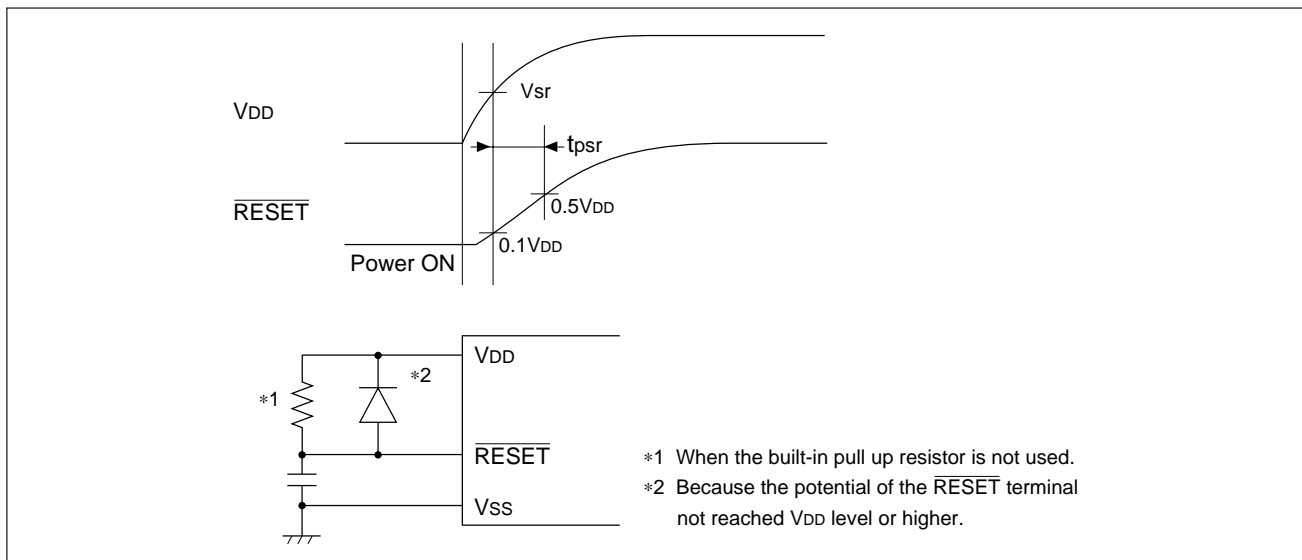 Vsr
VDD
tpsr
0.5VDD
RESET
0.1VDD
Power ON
VDD
*2
*1
RESET
*1 When the built-in pull up resistor is not used.
*2 Because the potential of the RESET terminal
not reached VDD level or higher.
VSS